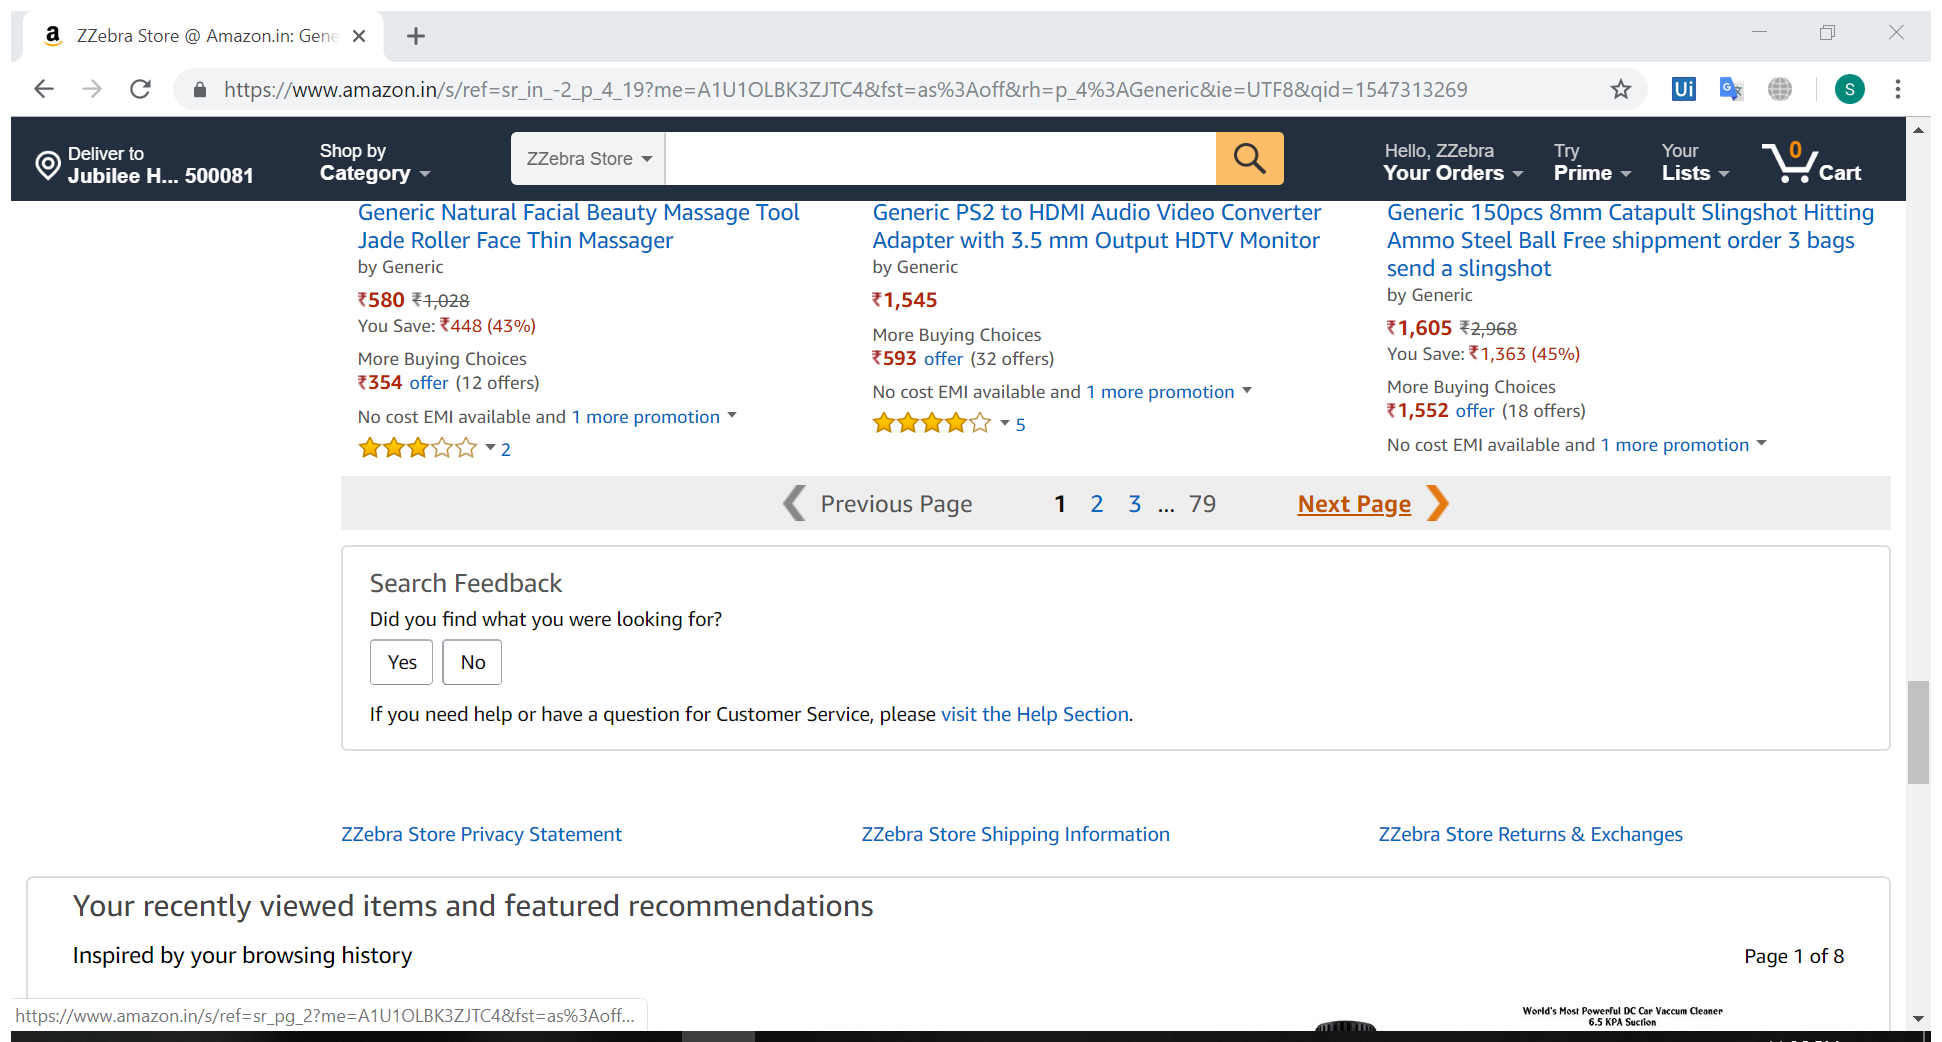 ZZebra Store @ Amazon.in: Gene
https://www.amazon.in/s/ref=sr_in_-2_p_4_19?me=A1U1OLBK3ZJTC4&fst=as%3Aoff&rh=p_4%3AGeneric&ie=UTF8&qid=1547313269
Ui
S
Deliver to
Jubilee H... 500081
Shop by
Category
ZZebra Store
Hello, ZZebra
Your Orders
Try
Prime
Your
Lists
0
Cart
Generic Natural Facial Beauty Massage Tool
Jade Roller Face Thin Massager
by Generic
₹580 ₹1,028
You Save: ₹448 (43%)
More Buying Choices
₹354 offer (12 offers)
No cost EMI available and 1 more promotion
2
Generic PS2 to HDMI Audio Video Converter
Adapter with 3.5 mm Output HDTV Monitor
by Generic
₹1,545
More Buying Choices
₹593 offer (32 offers)
No cost EMI available and 1 more promotion
5
Generic 150pcs 8mm Catapult Slingshot Hitting
Ammo Steel Ball Free shippment order 3 bags
send a slingshot
by Generic
₹1,605 ₹2,968
You Save: ₹1,363 (45%)
More Buying Choices
₹1,552 offer (18 offers)
No cost EMI available and 1 more promotion
Previous Page 1 2 3 ... 79 Next Page
Search Feedback
Did you find what you were looking for?
Yes No
If you need help or have a question for Customer Service, please visit the Help Section.
ZZebra Store Privacy Statement
ZZebra Store Shipping Information
ZZebra Store Returns & Exchanges
Your recently viewed items and featured recommendations
Inspired by your browsing history
Page 1 of 8
https://www.amazon.in/s/ref=sr_pg_2?me=A1U1OLBK3ZJTC4&fst=as%3Aoff...
World's Most Powerful DC Car Vaccum Cleaner
6.5 KPA Suction